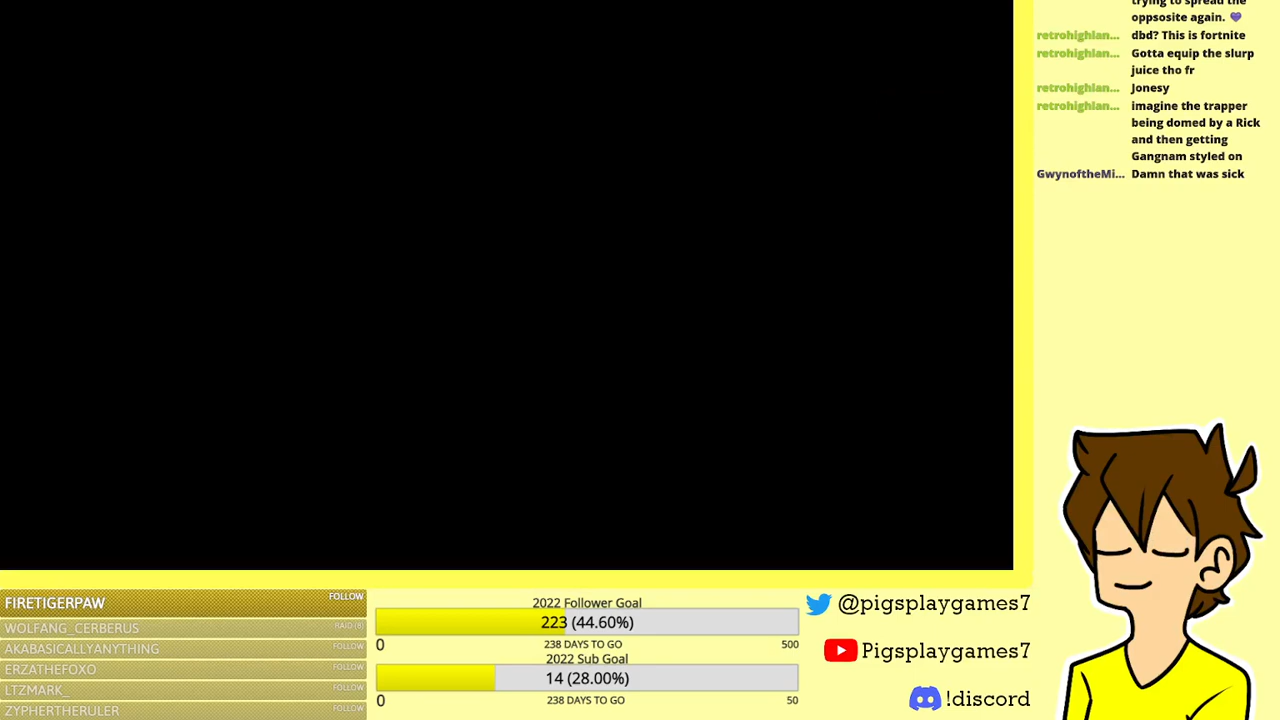 trying to spread the
oppsosite again. 💜
retrohighlan... dbd? This is fortnite
retrohighlan... Gotta equip the slurp
juice tho fr
retrohighlan... Jonesy
retrohighlan... imagine the trapper
being domed by a Rick
and then getting
Gangnam styled on
GwynoftheMi... Damn that was sick
FIRETIGERPAW FOLLOW
WOLFANG_CERBERUS RAID (8)
AKABASICALLYANYTHING FOLLOW
ERZATHEFOXO FOLLOW
LTZMARK_ FOLLOW
ZYPHERTHERULER FOLLOW
2022 Follower Goal
223 (44.60%)
0 238 DAYS TO GO 500
2022 Sub Goal
14 (28.00%)
0 238 DAYS TO GO 50
@pigsplaygames7
Pigsplaygames7
!discord